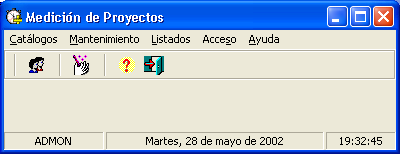 Medición de Proyectos
Catálogos Mantenimiento Listados Acceso Ayuda
ADMON Martes, 28 de mayo de 2002 19:32:45